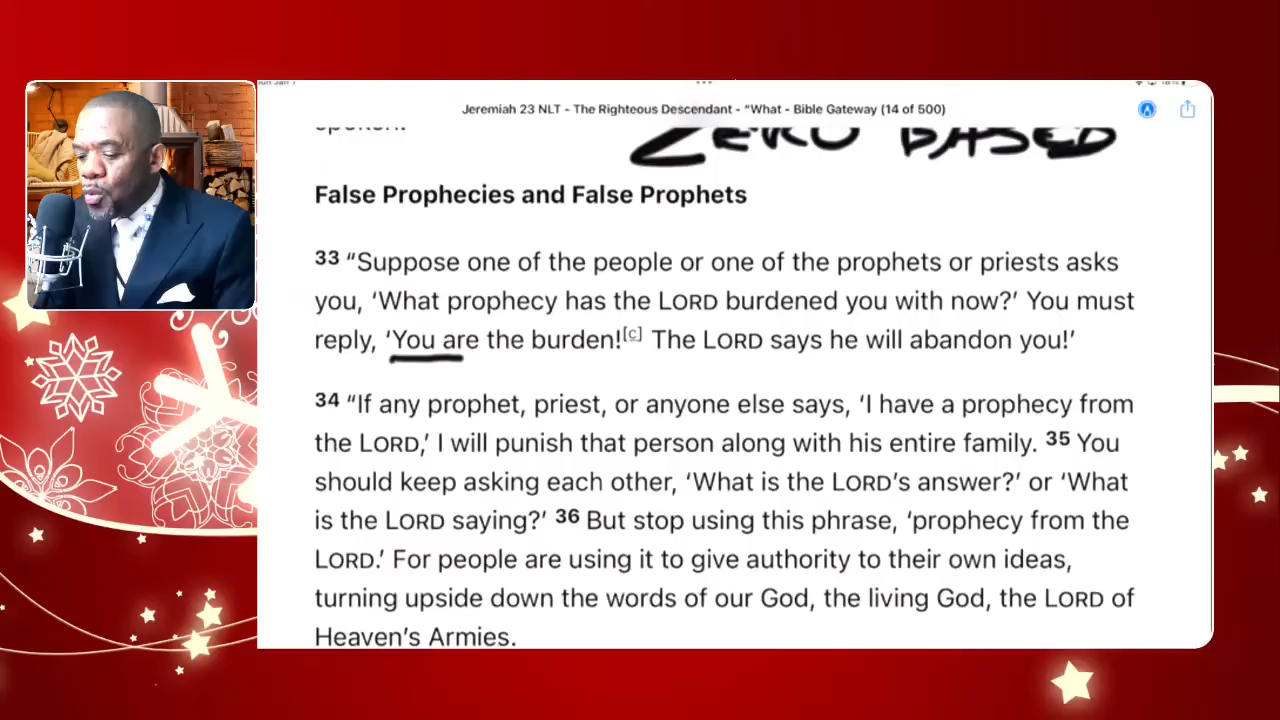 Jeremiah 23 NLT - The Righteous Descendant - “What - Bible Gateway (14 of 500)
spoken.
ZERO BASED
False Prophecies and False Prophets
33 “Suppose one of the people or one of the prophets or priests asks
you, ‘What prophecy has the LORD burdened you with now?’ You must
reply, ‘You are the burden![c] The LORD says he will abandon you!’
34 “If any prophet, priest, or anyone else says, ‘I have a prophecy from
the LORD,’ I will punish that person along with his entire family. 35 You
should keep asking each other, ‘What is the LORD’s answer?’ or ‘What
is the LORD saying?’ 36 But stop using this phrase, ‘prophecy from the
LORD.’ For people are using it to give authority to their own ideas,
turning upside down the words of our God, the living God, the LORD of
Heaven’s Armies.